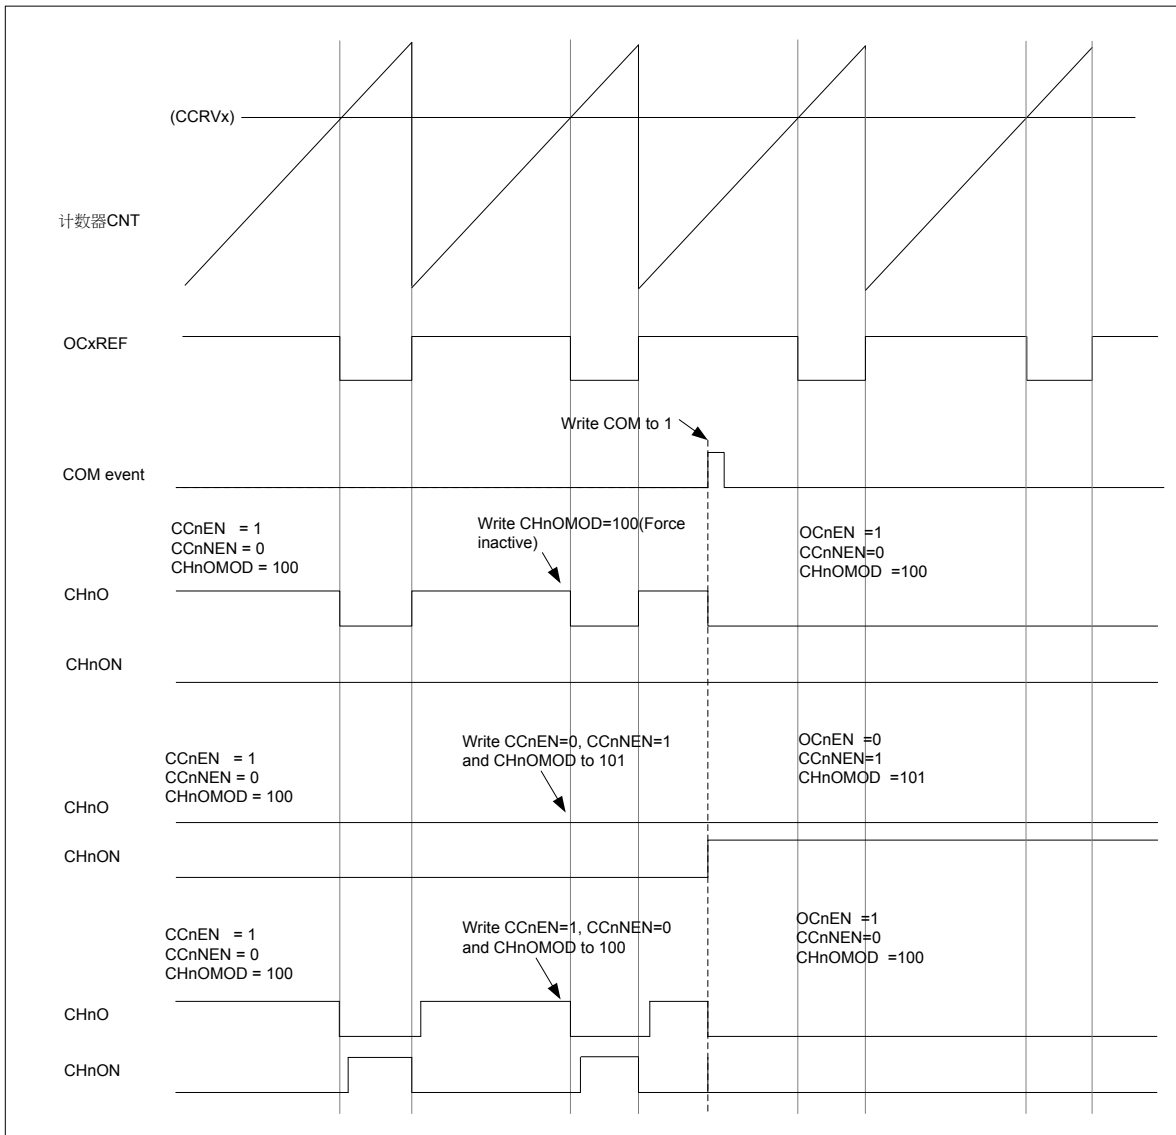 (CCRVx)
计数器CNT
OCxREF
Write COM to 1
COM event
CCnEN = 1
CCnNEN = 0
CHnOMOD = 100
Write CHnOMOD=100(Force
inactive)
OCnEN =1
CCnNEN=0
CHnOMOD =100
CHnO
CHnON
CCnEN = 1
CCnNEN = 0
CHnOMOD = 100
Write CCnEN=0, CCnNEN=1
and CHnOMOD to 101
OCnEN =0
CCnNEN=1
CHnOMOD =101
CHnO
CHnON
CCnEN = 1
CCnNEN = 0
CHnOMOD = 100
Write CCnEN=1, CCnNEN=0
and CHnOMOD to 100
OCnEN =1
CCnNEN=0
CHnOMOD =100
CHnO
CHnON